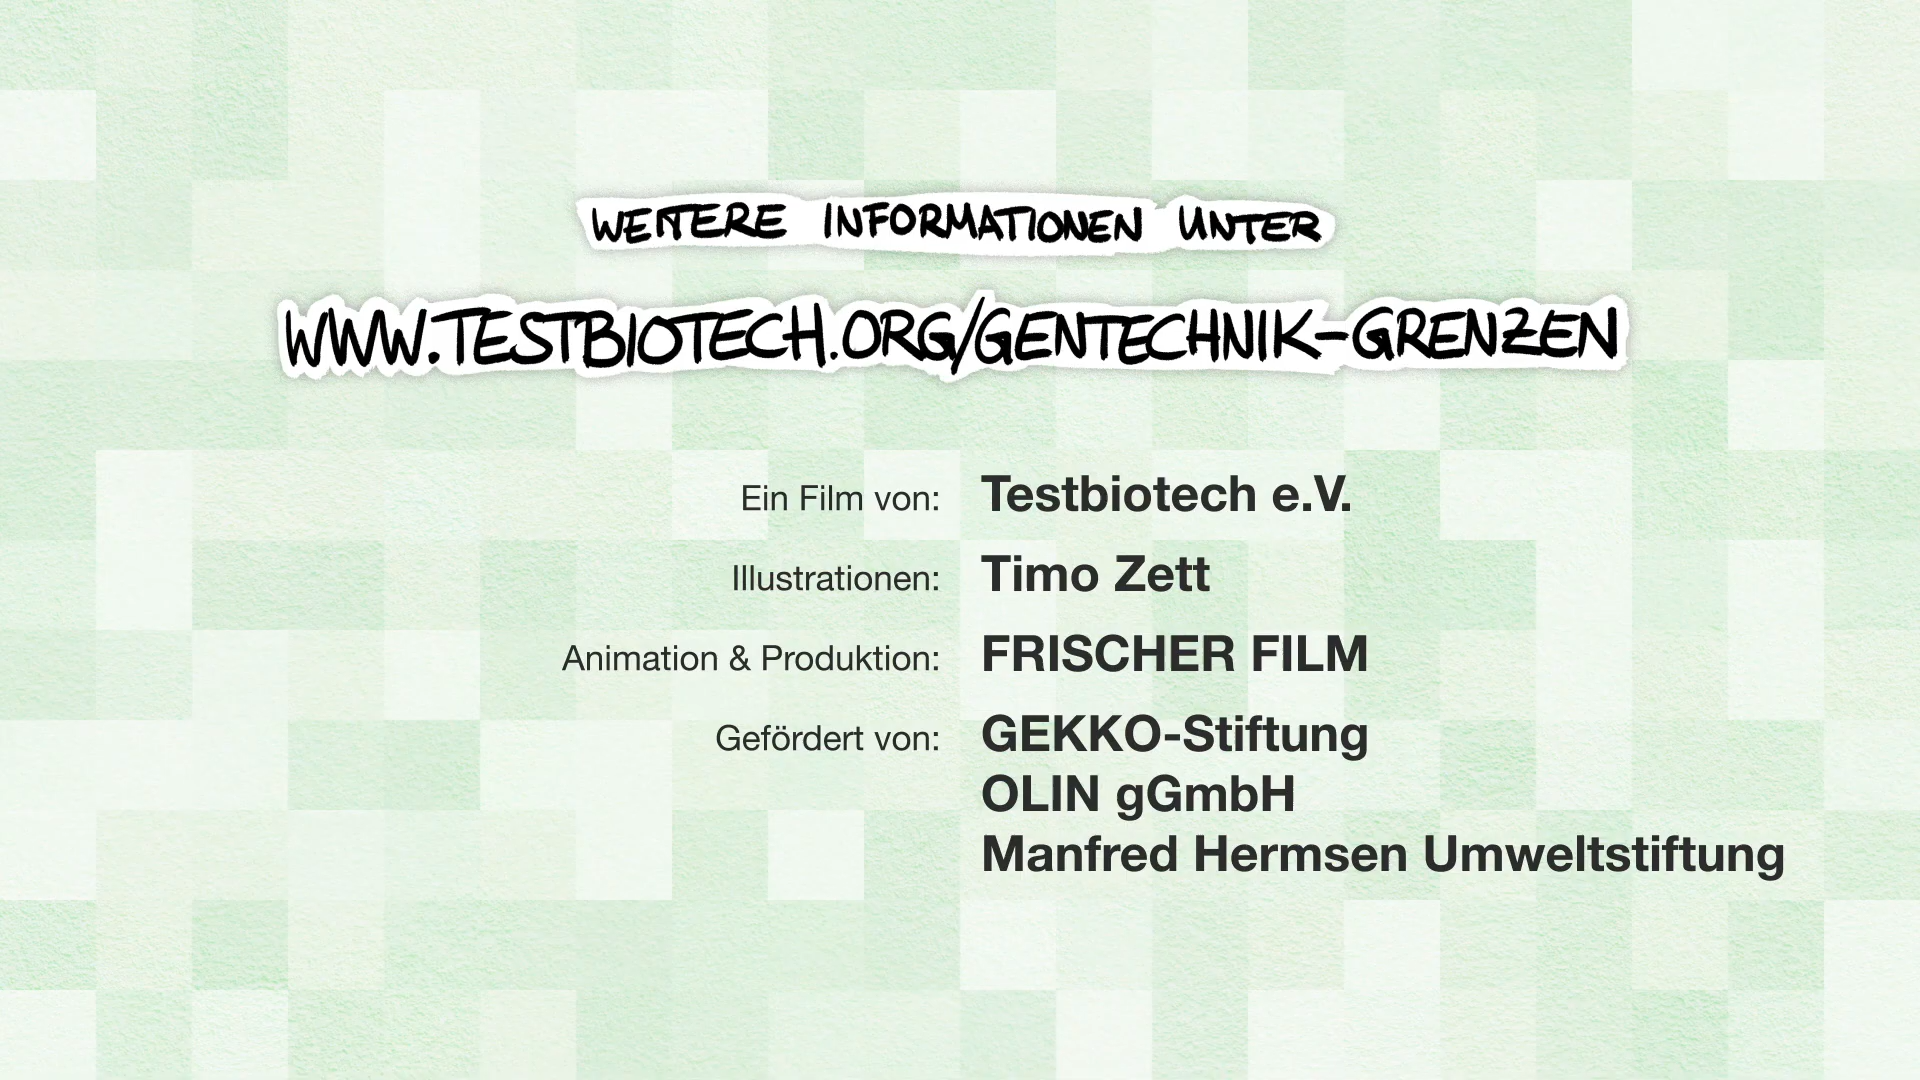 WEITERE INFORMATIONEN UNTER
WWW.TESTBIOTECH.ORG/GENTECHNIK-GRENZEN
Ein Film von: Testbiotech e.V.
Illustrationen: Timo Zett
Animation & Produktion: FRISCHER FILM
Gefördert von: GEKKO-Stiftung
OLIN gGmbH
Manfred Hermsen Umweltstiftung